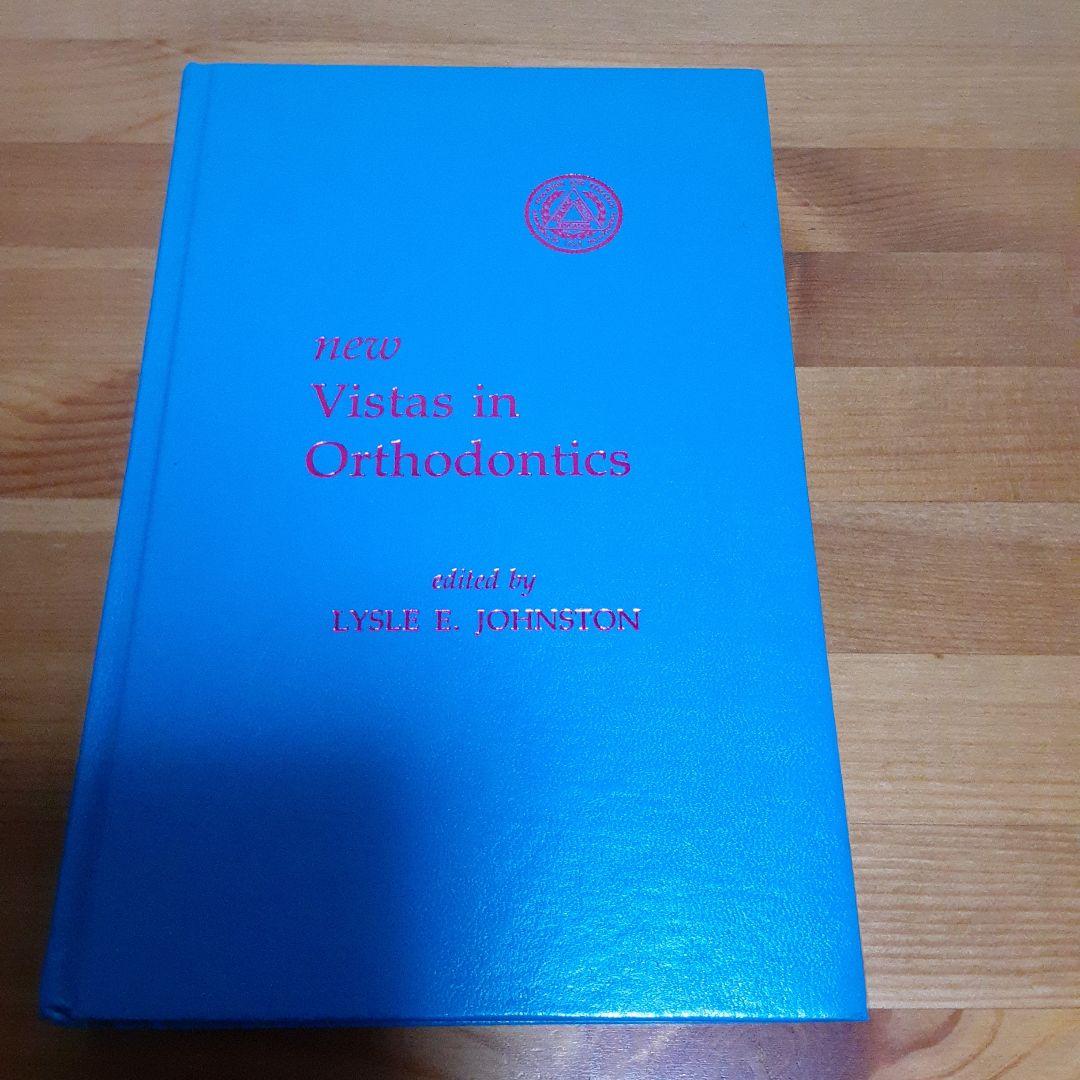 new
Vistas in
Orthodontics
edited by
LYSLE E. JOHNSTON